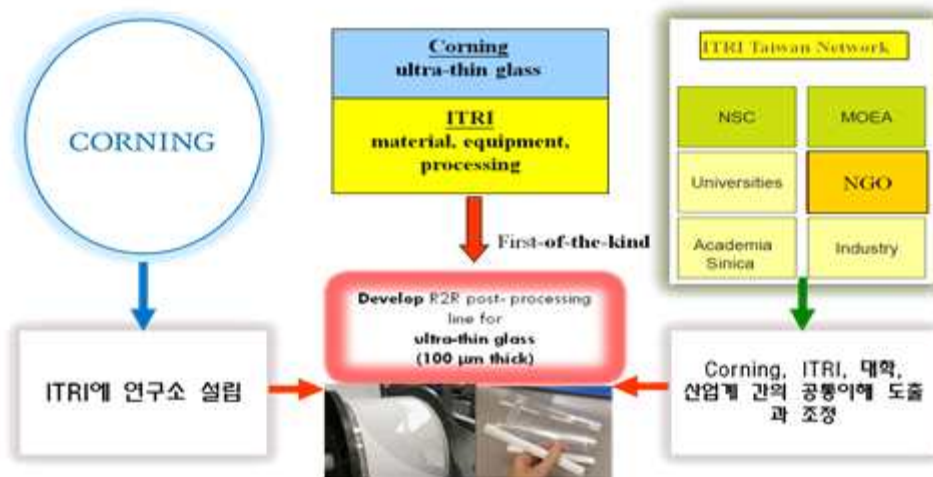 CORNING
ITRI에 연구소 설립
Corning
ultra-thin glass
ITRI
material, equipment,
processing
First-of-the-kind
Develop R2R post- processing
line for
ultra-thin glass
(100 µm thick)
ITRI Taiwan Network
NSC
MOEA
Universities
NGO
Academia
Sinica
Industry
Corning, ITRI, 대학,
산업계 간의 공통이해 도출
과 조정